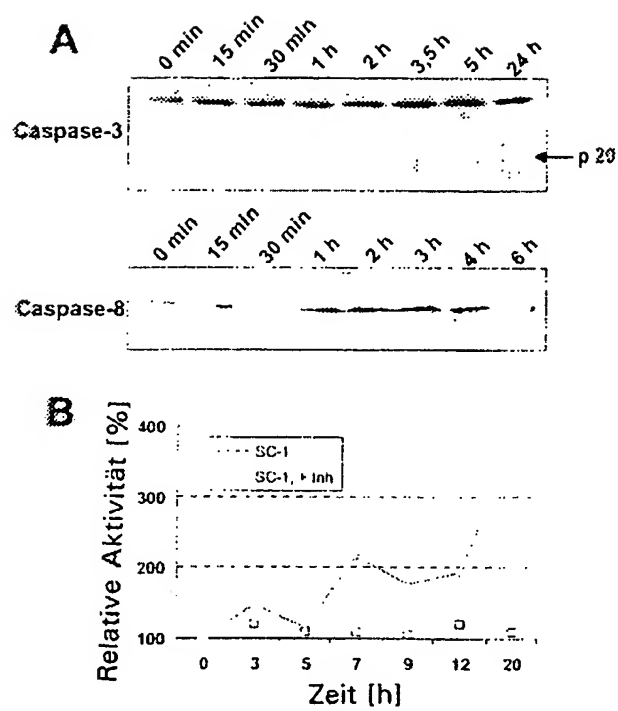 A
0 min 15 min 30 min 1 h 2 h 3,5 h 5 h 24 h
Caspase-3
p 20
0 min 15 min 30 min 1 h 2 h 3 h 4 h 6 h
Caspase-8
B
Relative Aktivität [%]
400
SC-1
SC-1, + Inh
300
200
100
0 3 5 7 9 12 20
Zeit [h]